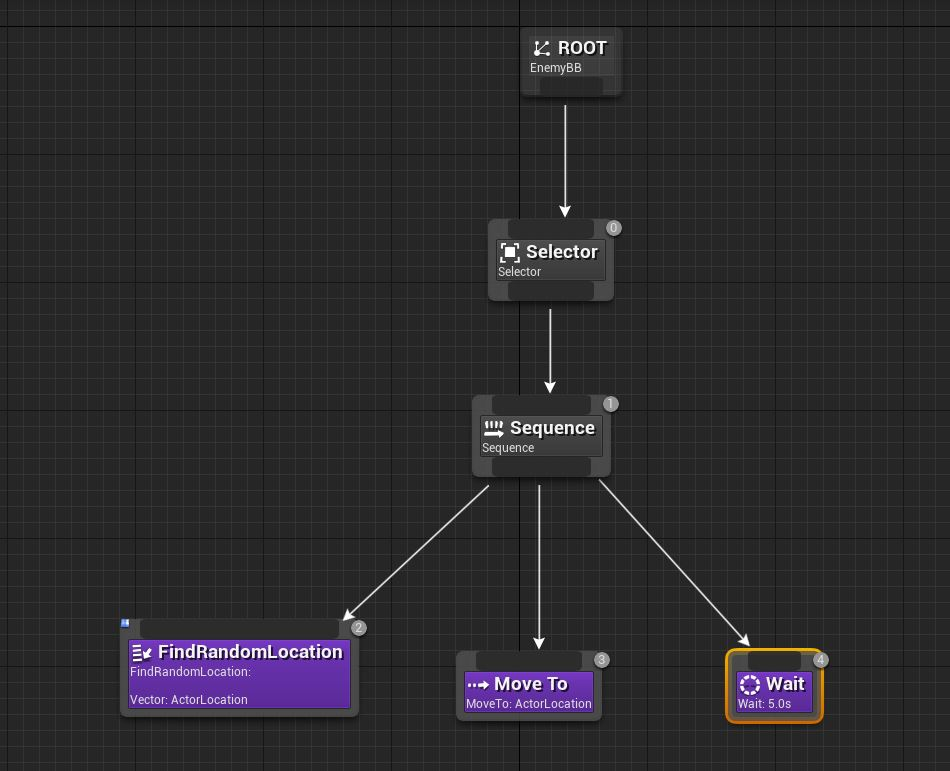 ROOT
EnemyBB
0
Selector
Selector
1
Sequence
Sequence
2
FindRandomLocation
FindRandomLocation:
Vector: ActorLocation
3
Move To
MoveTo: ActorLocation
4
Wait
Wait: 5.0s